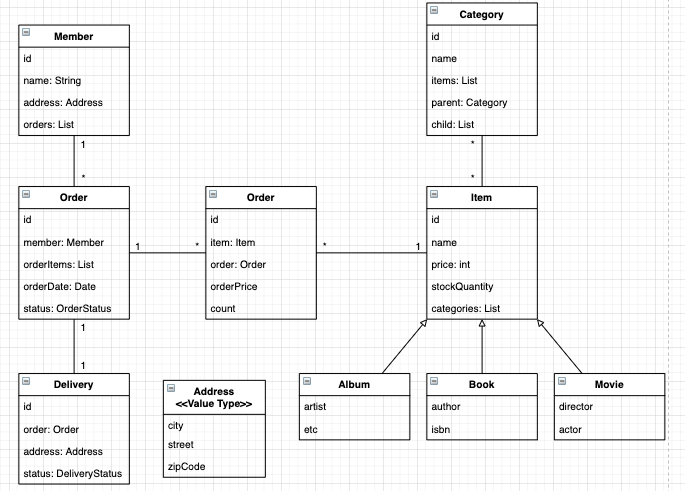 Member
id
name: String
address: Address
orders: List
1
*
Category
id
name
items: List
parent: Category
child: List
*
*
Order
id
member: Member
orderItems: List
orderDate: Date
status: OrderStatus
1
*
Order
id
item: Item
order: Order
orderPrice
count
*
1
Item
id
name
price: int
stockQuantity
categories: List
1
1
Delivery
id
order: Order
address: Address
status: DeliveryStatus
Address
<<Value Type>>
city
street
zipCode
Album
artist
etc
Book
author
isbn
Movie
director
actor